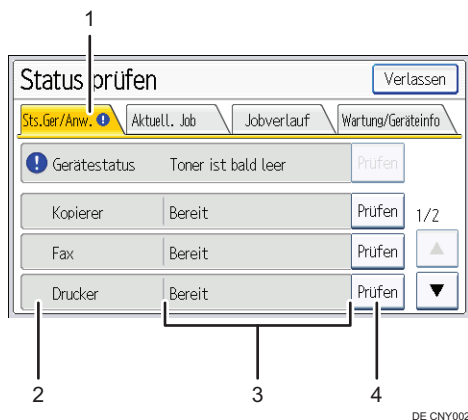 1
Status prüfen Verlassen
Sts.Ger/Anw. Aktuell. Job Jobverlauf Wartung/Geräteinfo
Gerätestatus Toner ist bald leer Prüfen
Kopierer Bereit Prüfen 1/2
Fax Bereit Prüfen
Drucker Bereit Prüfen
2 3 4
DE CNY002